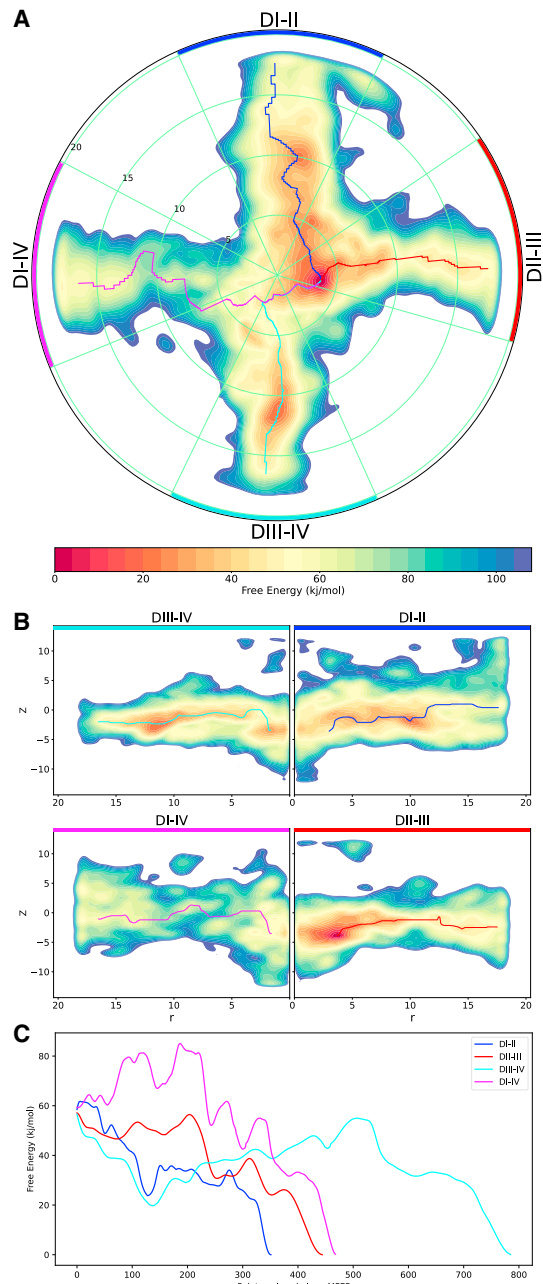 A
DI-II
DI-IV
DII-III
20
15
10
5
DIII-IV
0 20 40 60 80 100
Free Energy (kj/mol)
B
DIII-IV DI-II
Z
10
5
0
−5
−10
20 15 10 5 0 5 10 15 20
DI-IV DII-III
Z
10
5
0
−5
−10
20 15 10 5 0 5 10 15 20
r r
C
Free Energy (kj/mol)
80
60
40
20
0
DI-II
DII-III
DIII-IV
DI-IV
0 100 200 300 400 500 600 700 800